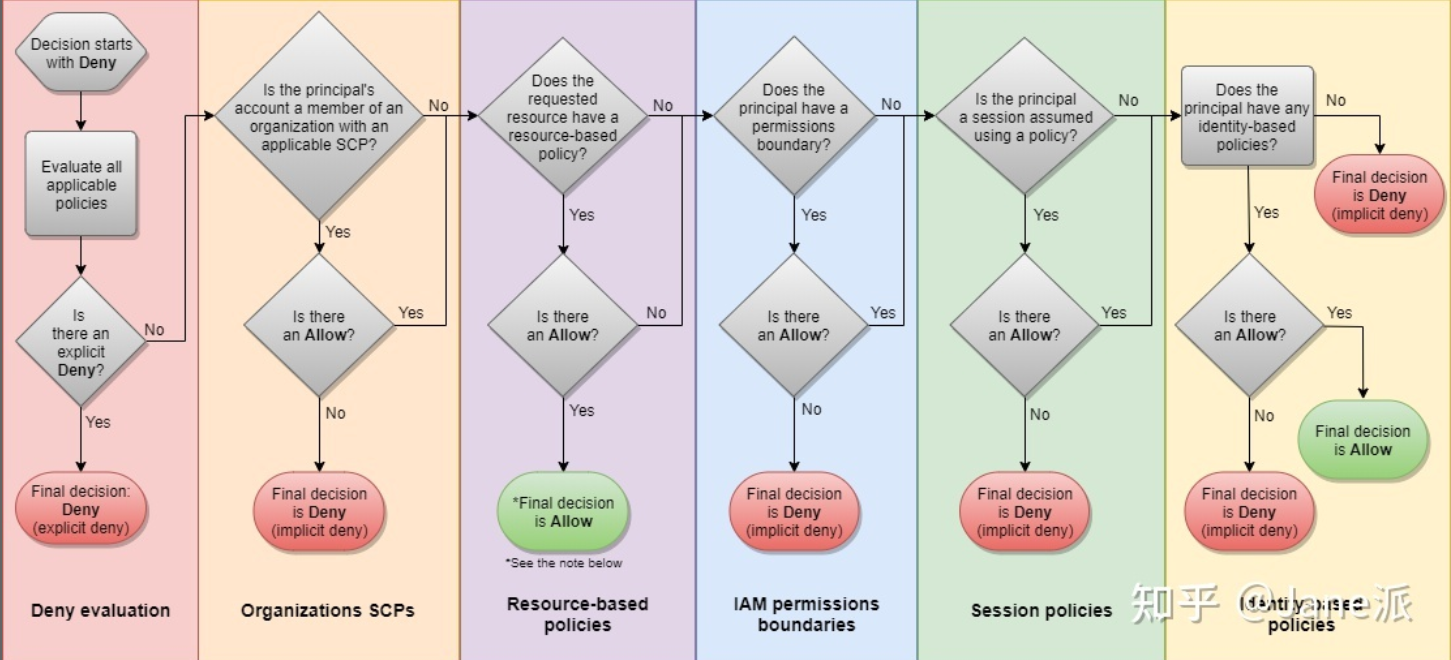 Decision starts
with Deny
Evaluate all
applicable
policies
Is
there an
explicit
Deny?
No
Yes
Final decision:
Deny
(explicit deny)
Deny evaluation
Is the principal's
account a member of an
organization with an
applicable SCP?
No
Yes
Is there
an Allow?
Yes
No
Final decision
is Deny
(implicit deny)
Organizations SCPs
Does the
requested
resource have a
resource-based
policy?
No
Yes
Is there
an Allow?
No
Yes
*Final decision
is Allow
*See the note below
Resource-based
policies
Does the
principal have a
permissions
boundary?
No
Yes
Is there
an Allow?
Yes
No
Final decision
is Deny
(implicit deny)
IAM permissions
boundaries
Is the principal
a session assumed
using a policy?
No
Yes
Is there
an Allow?
Yes
No
Final decision
is Deny
(implicit deny)
Session policies
Does the
principal have any
identity-based
policies?
No
Final decision
is Deny
(implicit deny)
Yes
Is there
an Allow?
Yes
Final decision
is Allow
No
Final decision
is Deny
(implicit deny)
Identity-based
policies
知乎 @Jane派